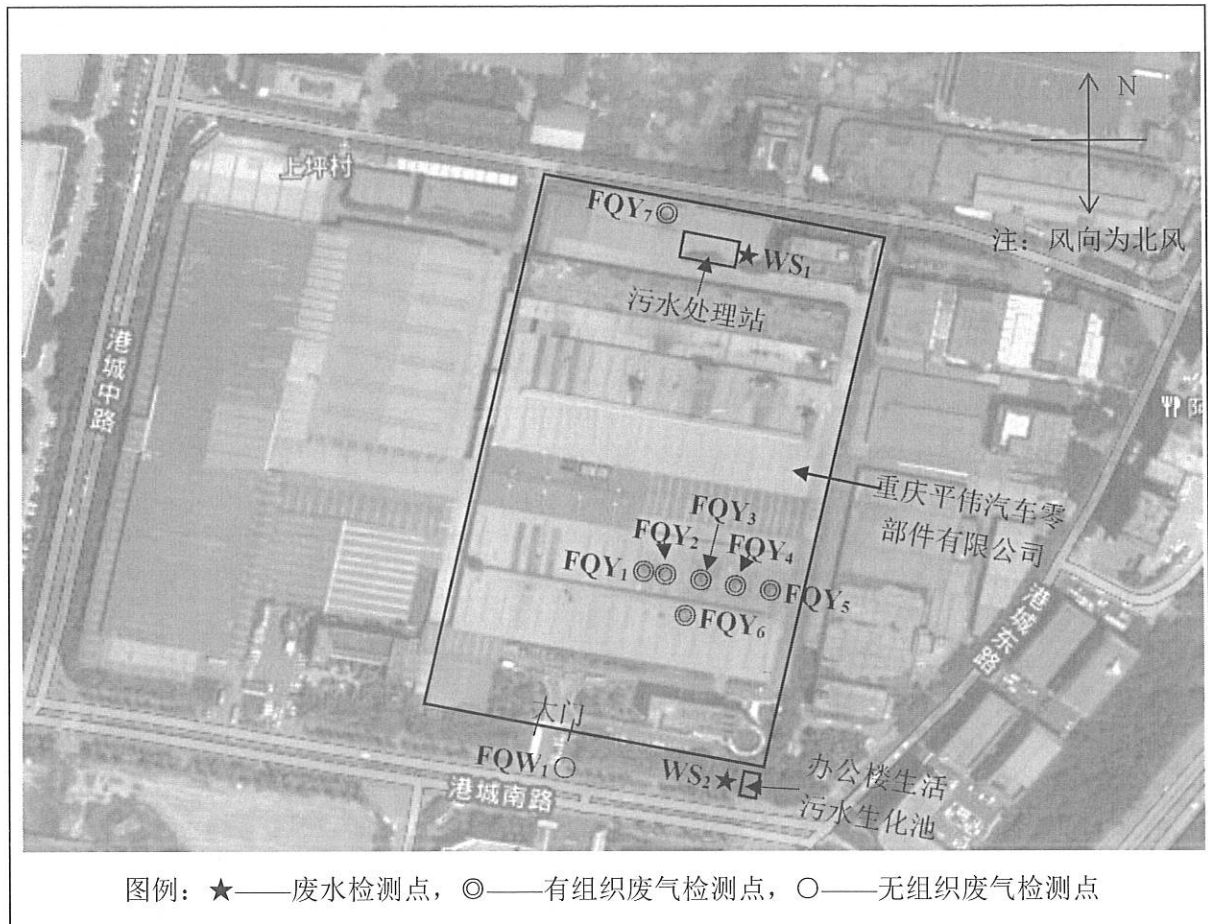 N
上坪村
FQY₇
注：风向为北风
WS₁
污水处理站
港城中路
阿
重庆平伟汽车零
部件有限公司
FQY₃
FQY₂
FQY₄
FQY₁
FQY₅
FQY₆
港城东路
大门
FQW₁
WS₂
办公楼生活
污水生化池
港城南路
图例：★——废水检测点，◎——有组织废气检测点，○——无组织废气检测点